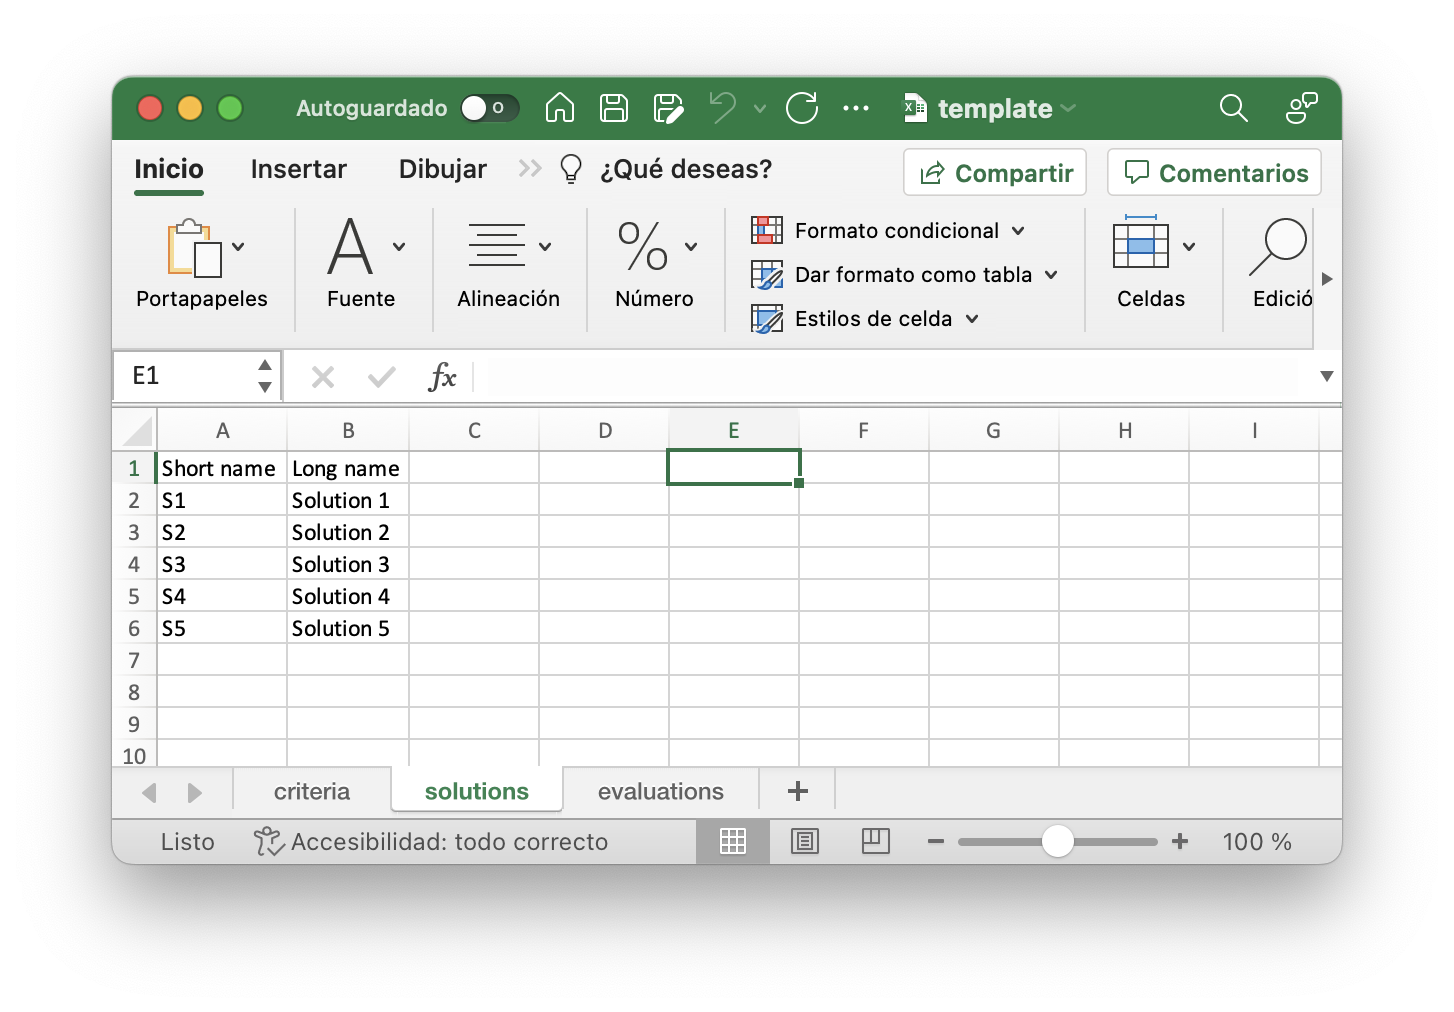 Autoguardado
template
Inicio Insertar Dibujar ¿Qué deseas? Compartir Comentarios
Portapapeles
Fuente
Alineación
%
Número
Formato condicional
Dar formato como tabla
Estilos de celda
Celdas
Edició
E1 fx
A B C D E F G H I
1 Short name Long name
2 S1 Solution 1
3 S2 Solution 2
4 S3 Solution 3
5 S4 Solution 4
6 S5 Solution 5
7
8
9
10
criteria solutions evaluations +
Listo Accesibilidad: todo correcto − + 100 %